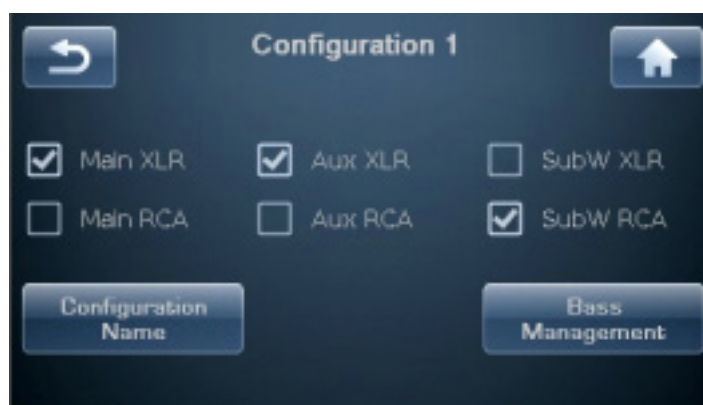 Configuration 1
Main XLR Aux XLR SubW XLR
Main RCA Aux RCA SubW RCA
Configuration
Name
Bass
Management